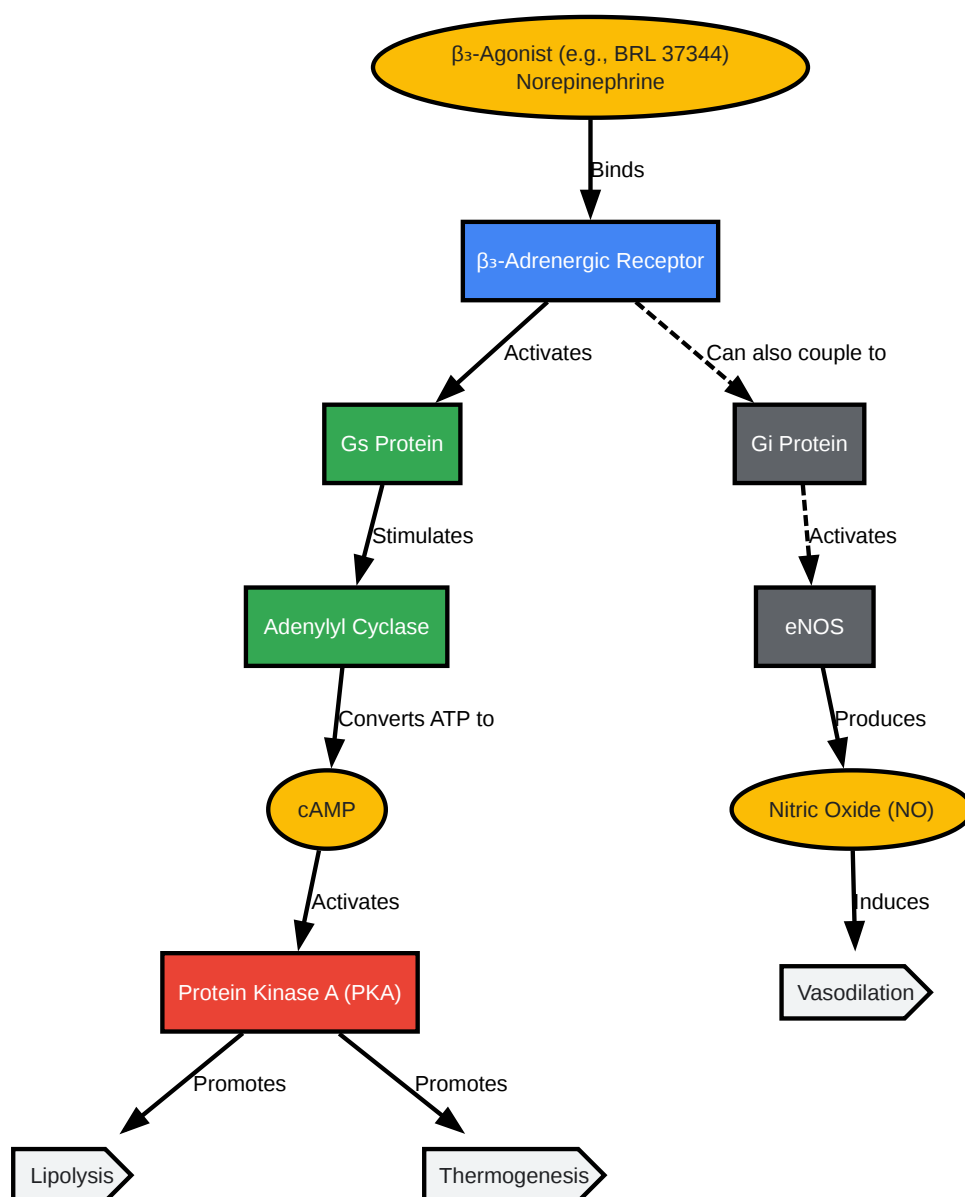 β₃-Agonist (e.g., BRL 37344)
Norepinephrine
Binds
β₃-Adrenergic Receptor
Activates
Can also couple to
Gs Protein
Gi Protein
Stimulates
Activates
Adenylyl Cyclase
eNOS
Converts ATP to
Produces
cAMP
Nitric Oxide (NO)
Activates
Induces
Protein Kinase A (PKA)
Vasodilation
Promotes
Promotes
Lipolysis
Thermogenesis